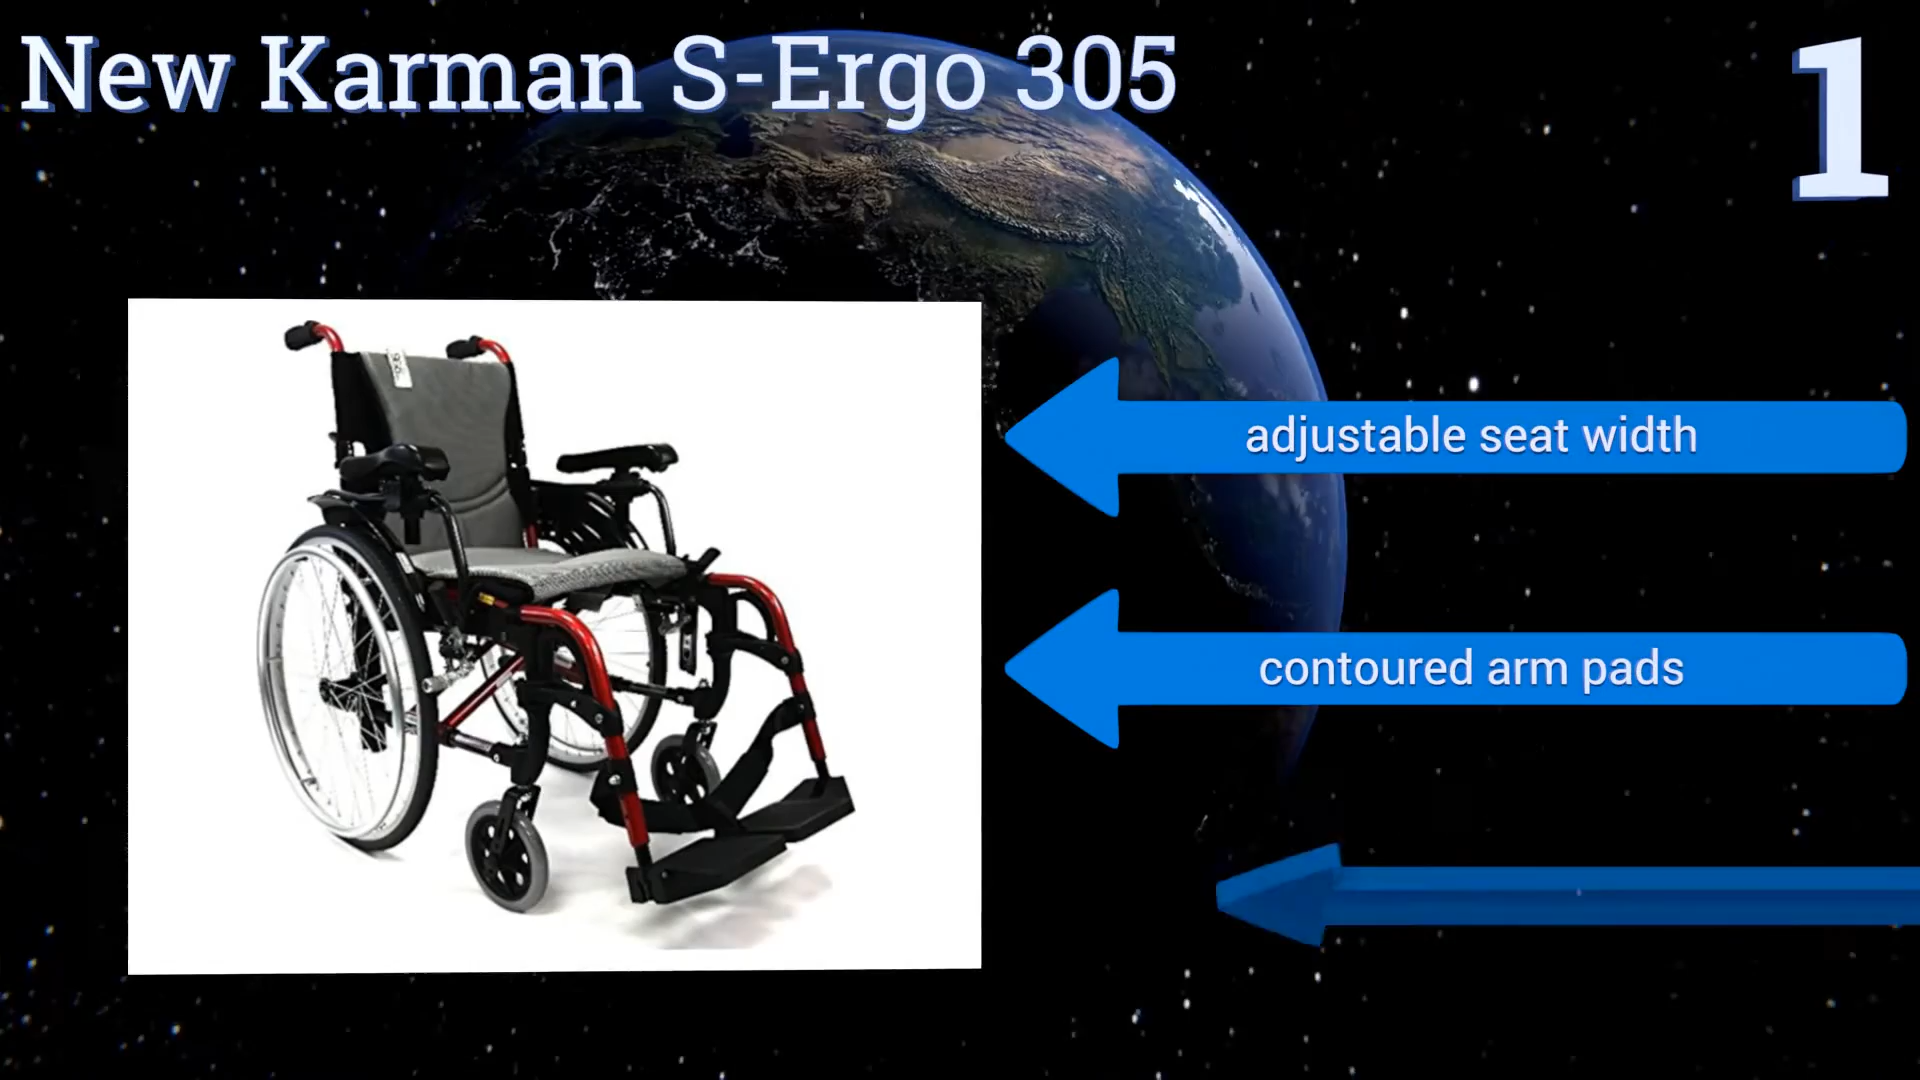 New Karman S-Ergo 305
1
adjustable seat width
contoured arm pads